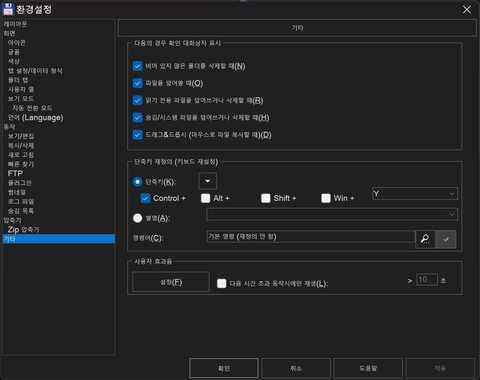 환경설정
레이아웃
화면
아이콘
글꼴
색상
탭 설정/데이터 형식
폴더 탭
사용자 열
보기 모드
자동 전환 모드
언어 (Language)
동작
보기/편집
복사/삭제
새로 고침
빠른 찾기
FTP
플러그인
썸네일
로그 파일
숨김 목록
압축기
Zip 압축기
기타
기타
다음의 경우 확인 대화상자 표시
비어 있지 않은 폴더를 삭제할 때(N)
파일을 덮어쓸 때(O)
읽기 전용 파일을 덮어쓰거나 삭제할 때(R)
숨김/시스템 파일을 덮어쓰거나 삭제할 때(H)
드래그&드롭시 (마우스로 파일 복사할 때)(D)
단축키 재정의 (키보드 재설정)
단축키(K):
Control + Alt + Shift + Win + Y
별명(A):
명령어(C): 기본 명령 (재정의 안 함)
사용자 효과음
설정(F) 다음 시간 초과 동작시에만 재생(L): > 10 초
확인 취소 도움말 적용